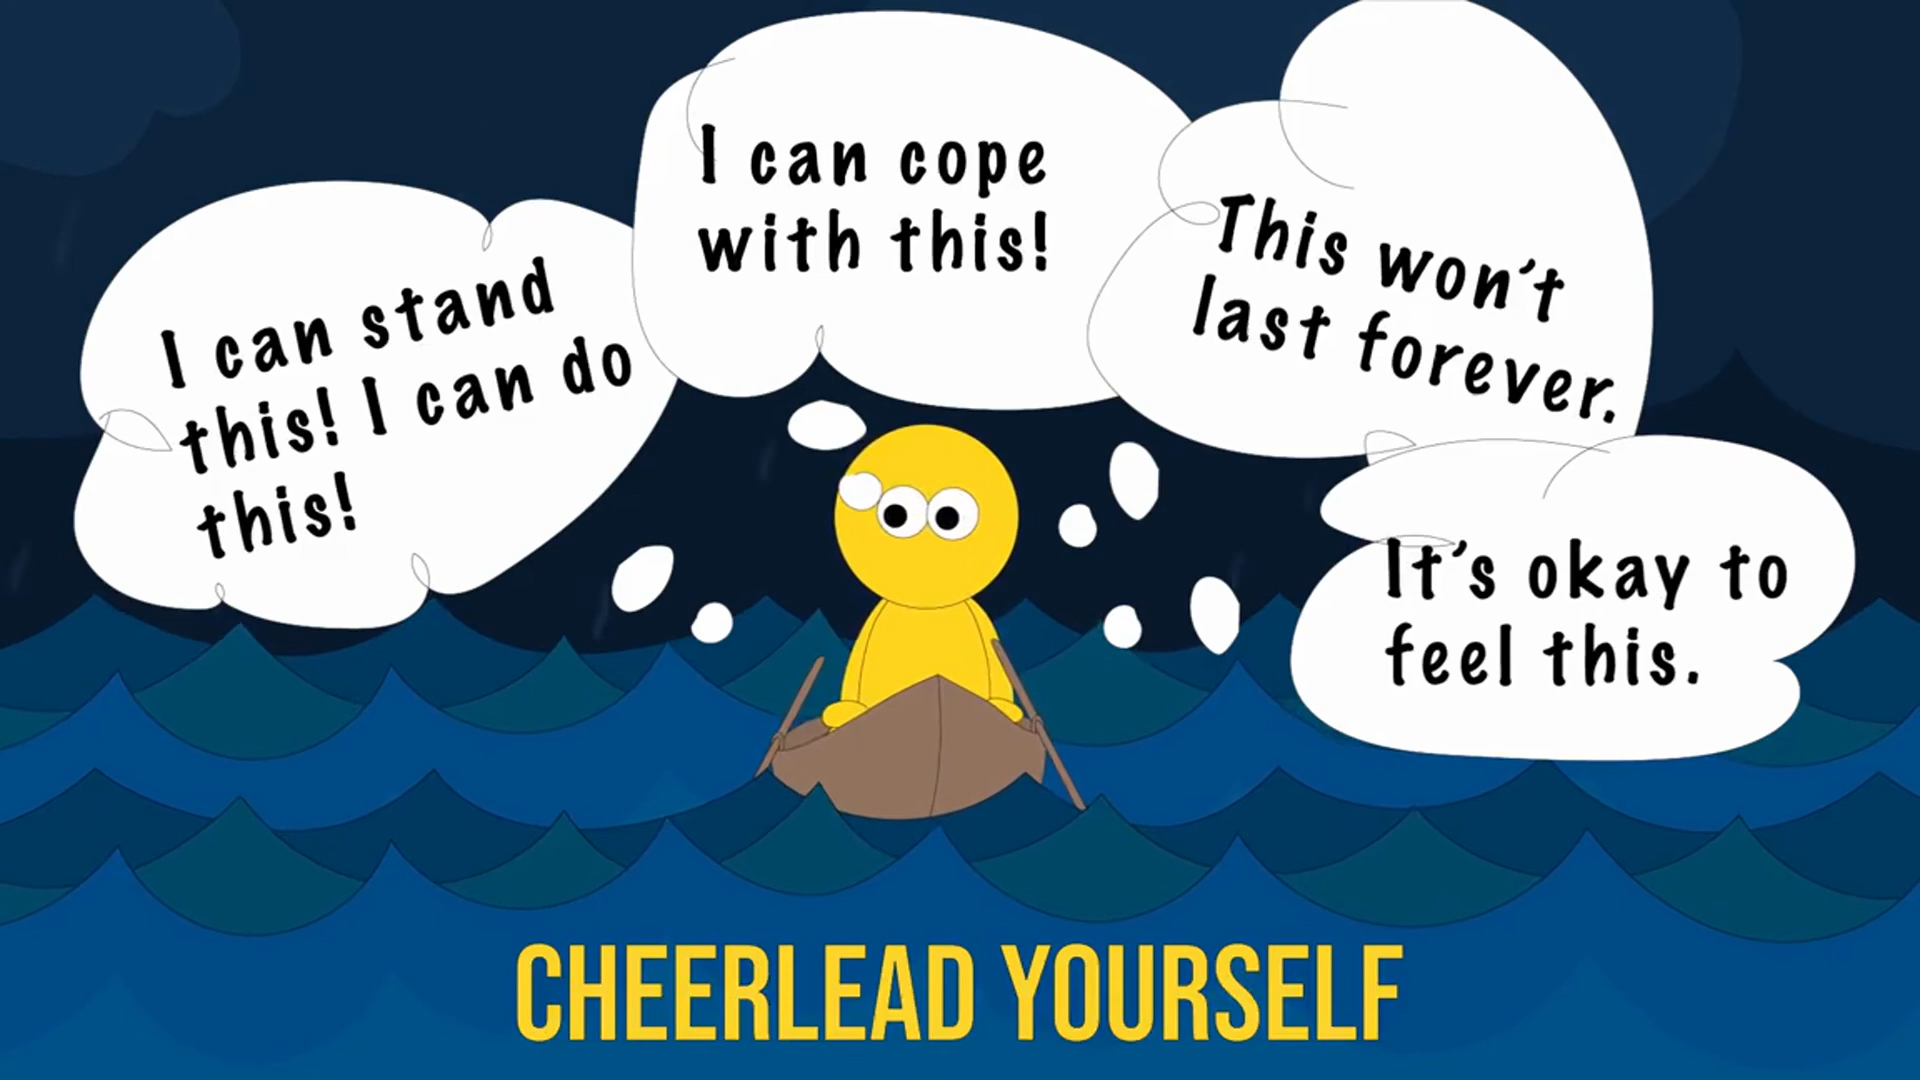 I can stand
this! I can do
this!
I can cope
with this!
This won't
last forever.
It's okay to
feel this.
CHEERLEAD YOURSELF